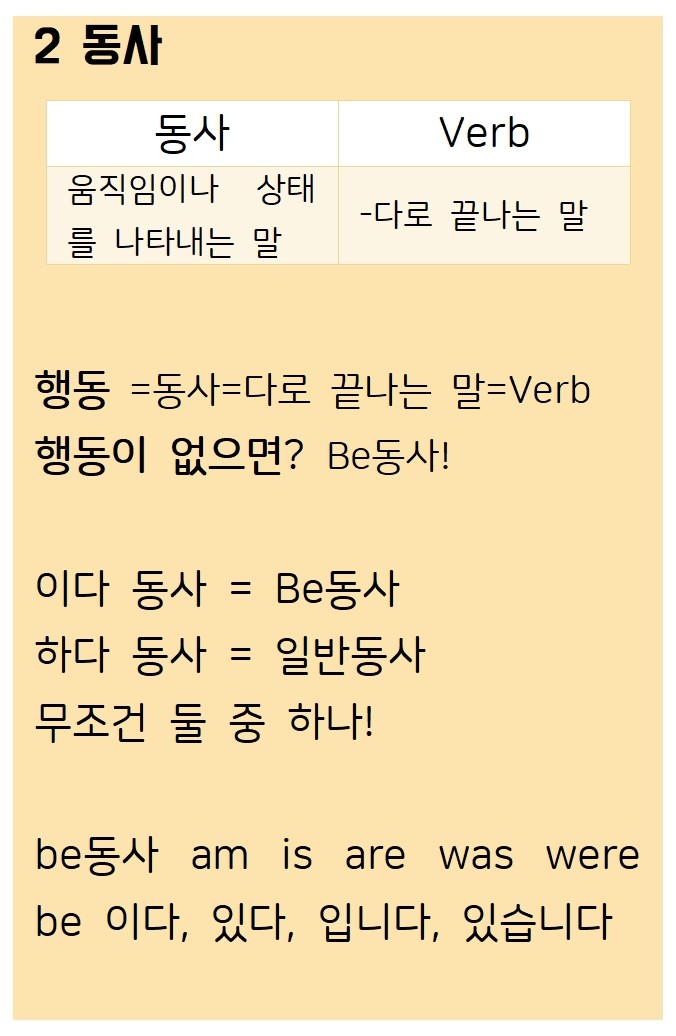 2 동사
동사
Verb
움직임이나 상태
를 나타내는 말
-다로 끝나는 말
행동 =동사=다로 끝나는 말=Verb
행동이 없으면? Be동사!
이다 동사 = Be동사
하다 동사 = 일반동사
무조건 둘 중 하나!
be동사 am is are was were
be 이다, 있다, 입니다, 있습니다